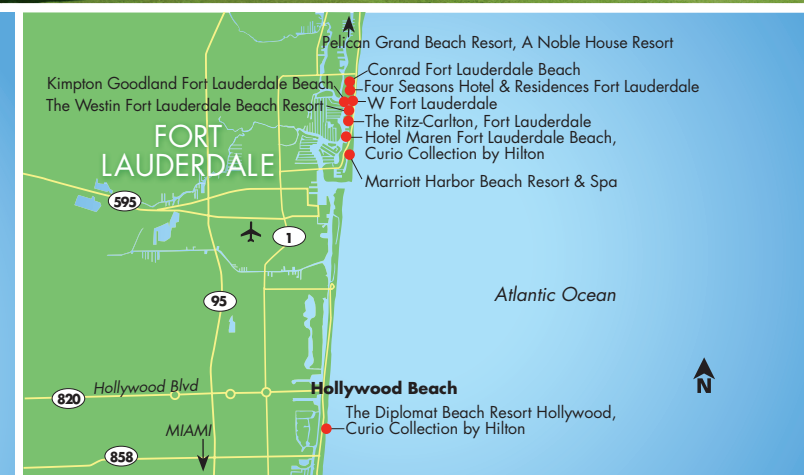 Pelican Grand Beach Resort, A Noble House Resort
Conrad Fort Lauderdale Beach
Kimpton Goodland Fort Lauderdale Beach
Four Seasons Hotel & Residences Fort Lauderdale
The Westin Fort Lauderdale Beach Resort
W Fort Lauderdale
The Ritz-Carlton, Fort Lauderdale
Hotel Maren Fort Lauderdale Beach,
Curio Collection by Hilton
Marriott Harbor Beach Resort & Spa
FORT
LAUDERDALE
595
1
95
Atlantic Ocean
N
Hollywood Blvd
820
Hollywood Beach
The Diplomat Beach Resort Hollywood,
Curio Collection by Hilton
MIAMI
858